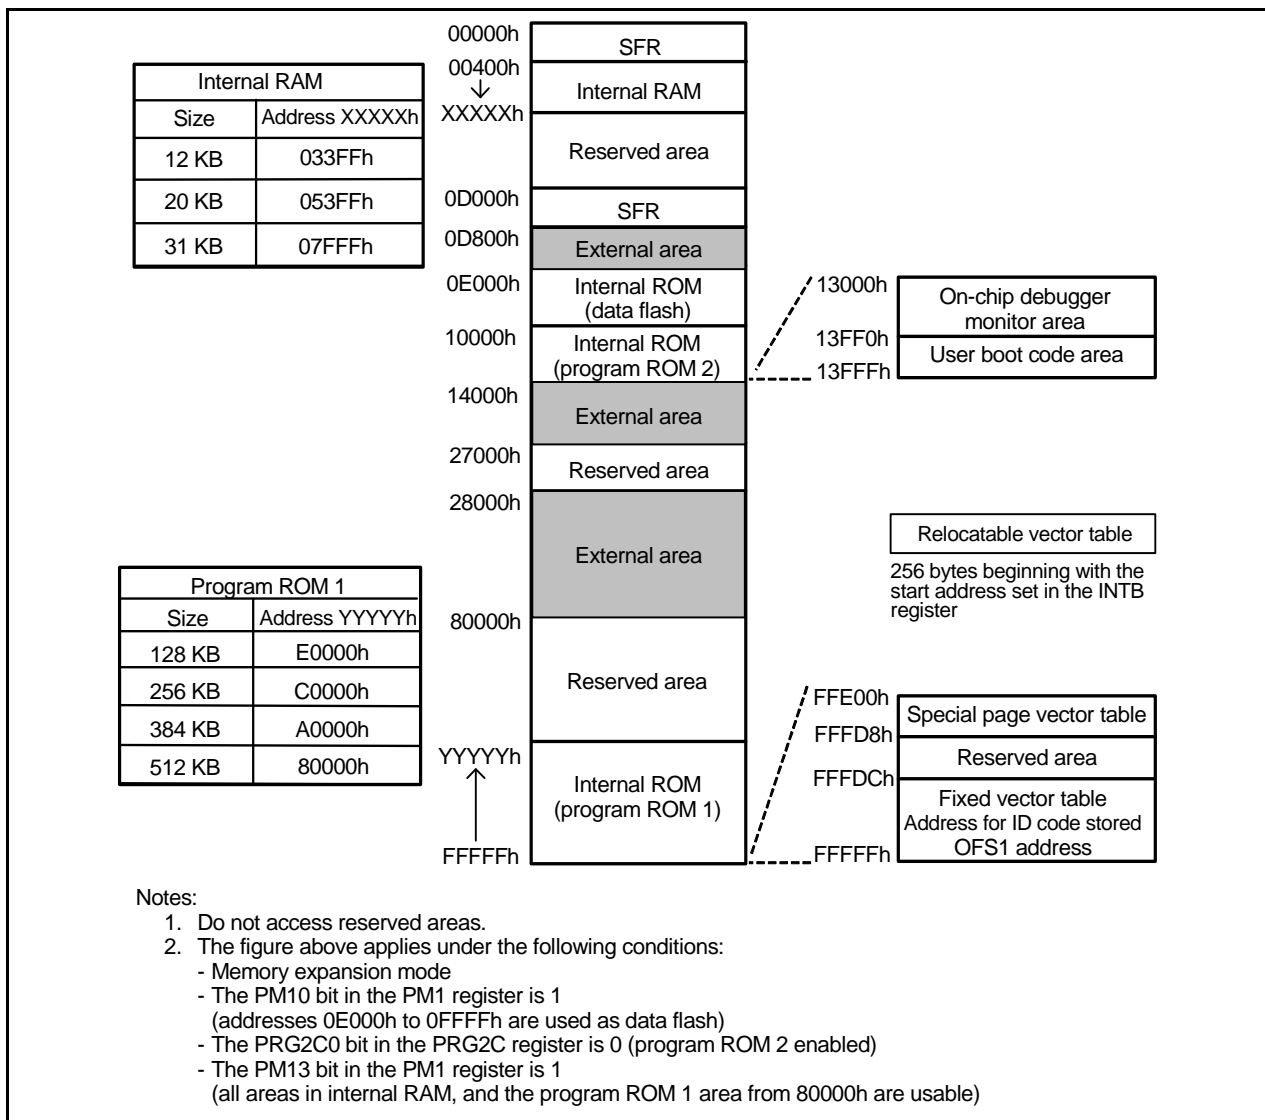 Internal RAM
Size Address XXXXXh
12 KB 033FFh
20 KB 053FFh
31 KB 07FFFh
Program ROM 1
Size Address YYYYYh
128 KB E0000h
256 KB C0000h
384 KB A0000h
512 KB 80000h
00000h
SFR
00400h
Internal RAM
XXXXXh
Reserved area
0D000h
SFR
0D800h
External area
0E000h
Internal ROM
(data flash)
10000h
Internal ROM
(program ROM 2)
14000h
External area
27000h
Reserved area
28000h
External area
80000h
Reserved area
YYYYYh
Internal ROM
(program ROM 1)
FFFFFh
13000h
On-chip debugger
monitor area
13FF0h
User boot code area
13FFFh
Relocatable vector table
256 bytes beginning with the
start address set in the INTB
register
FFE00h
Special page vector table
FFFD8h
Reserved area
FFFDCh
Fixed vector table
Address for ID code stored
OFS1 address
FFFFFh
Notes:
1. Do not access reserved areas.
2. The figure above applies under the following conditions:
- Memory expansion mode
- The PM10 bit in the PM1 register is 1
(addresses 0E000h to 0FFFFh are used as data flash)
- The PRG2C0 bit in the PRG2C register is 0 (program ROM 2 enabled)
- The PM13 bit in the PM1 register is 1
(all areas in internal RAM, and the program ROM 1 area from 80000h are usable)